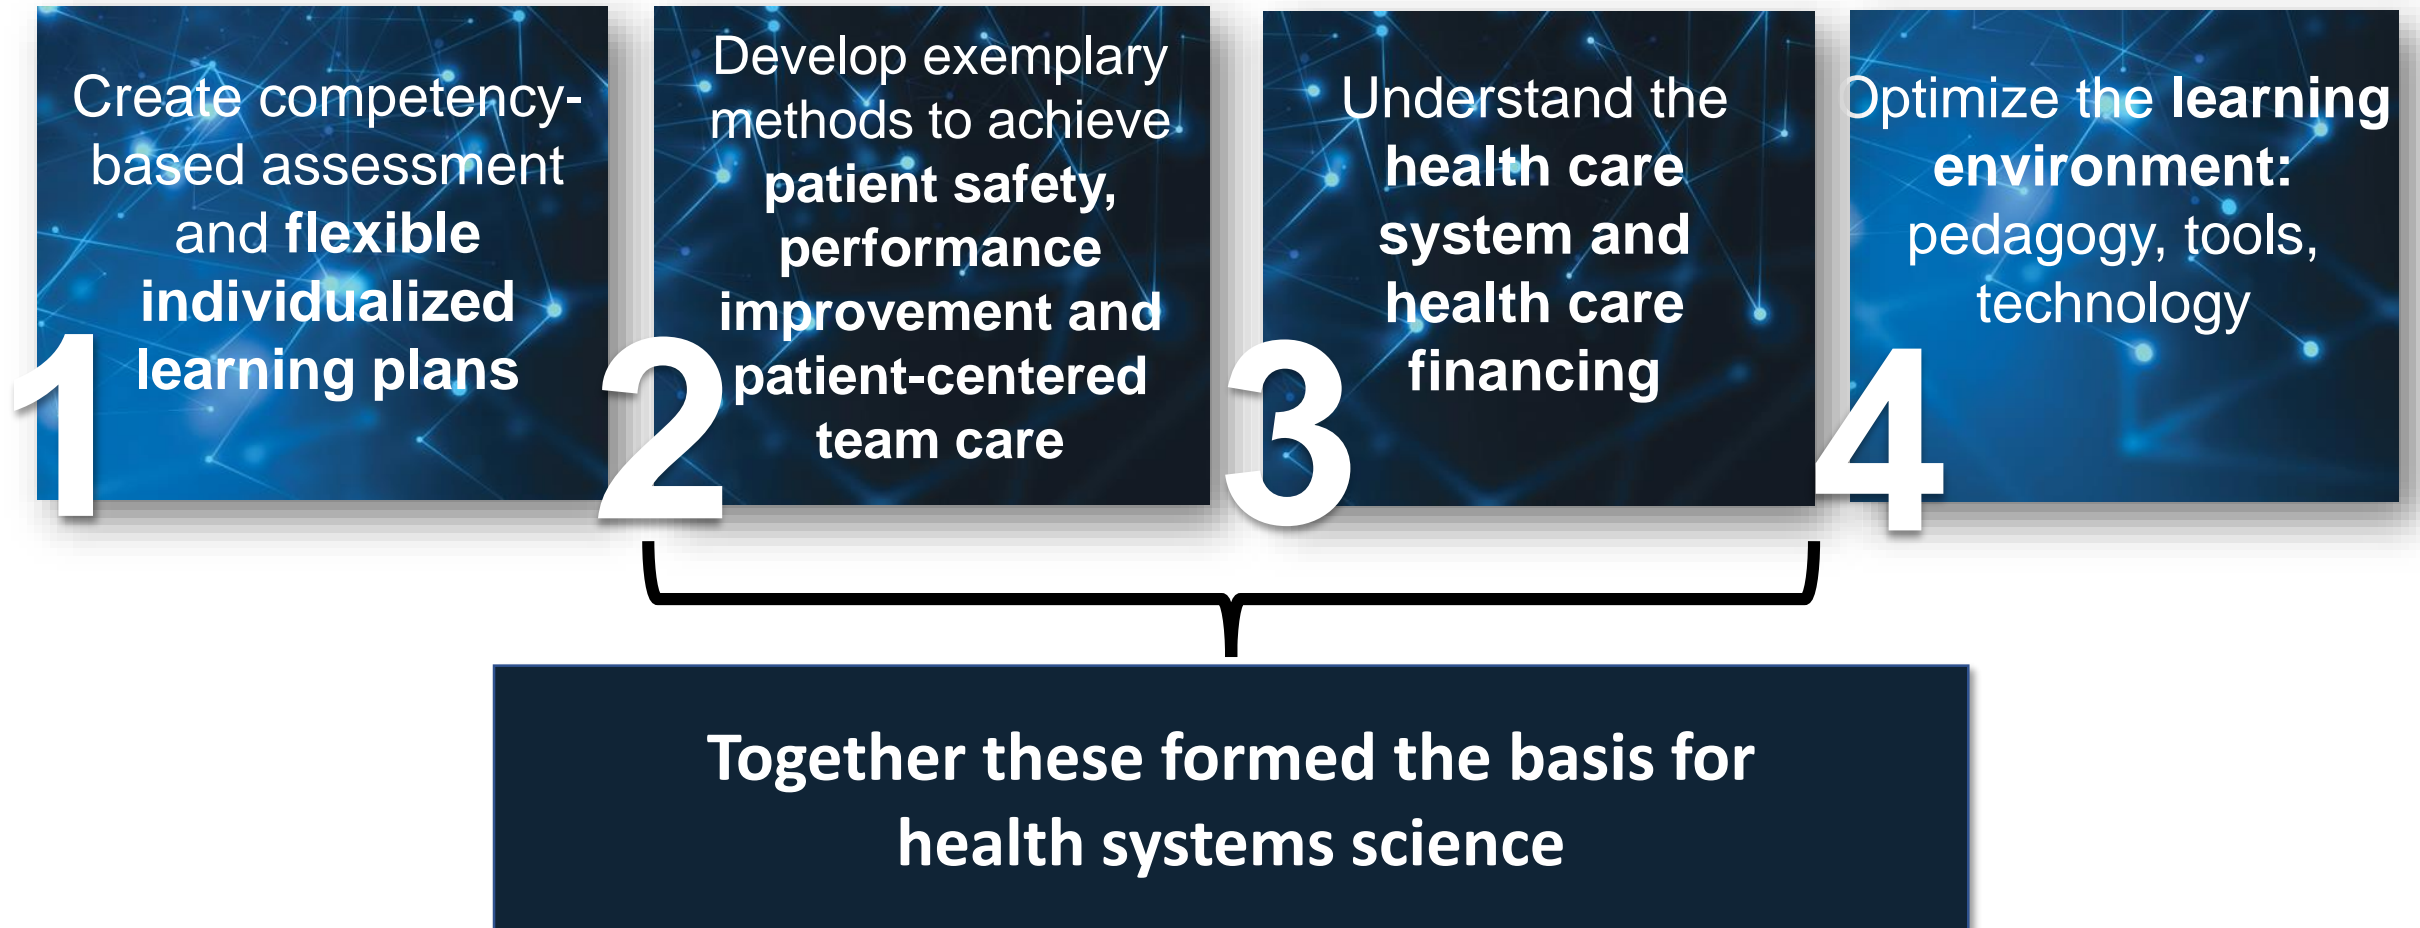 Create competency-
based assessment
and flexible
individualized
learning plans
1
Develop exemplary
methods to achieve
patient safety,
performance
improvement and
patient-centered
team care
2
Understand the
health care
system and
health care
financing
3
Optimize the learning
environment:
pedagogy, tools,
technology
4
Together these formed the basis for
health systems science